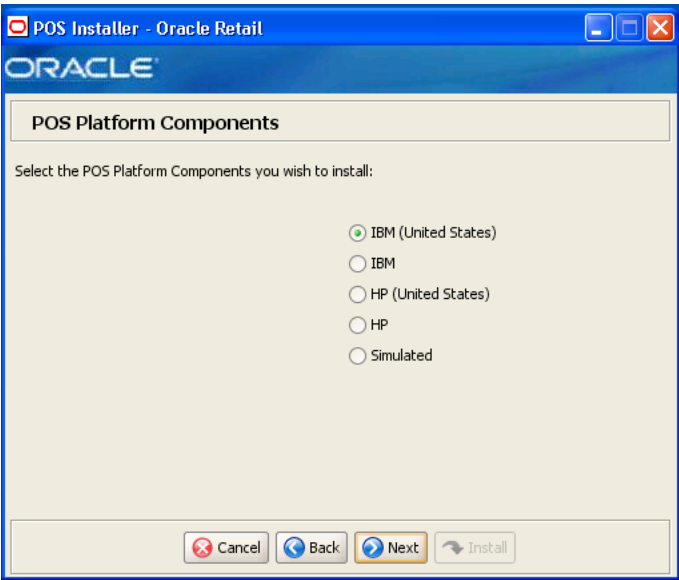 POS Installer - Oracle Retail
ORACLE
POS Platform Components
Select the POS Platform Components you wish to install:
IBM (United States)
IBM
HP (United States)
HP
Simulated
Cancel Back Next Install